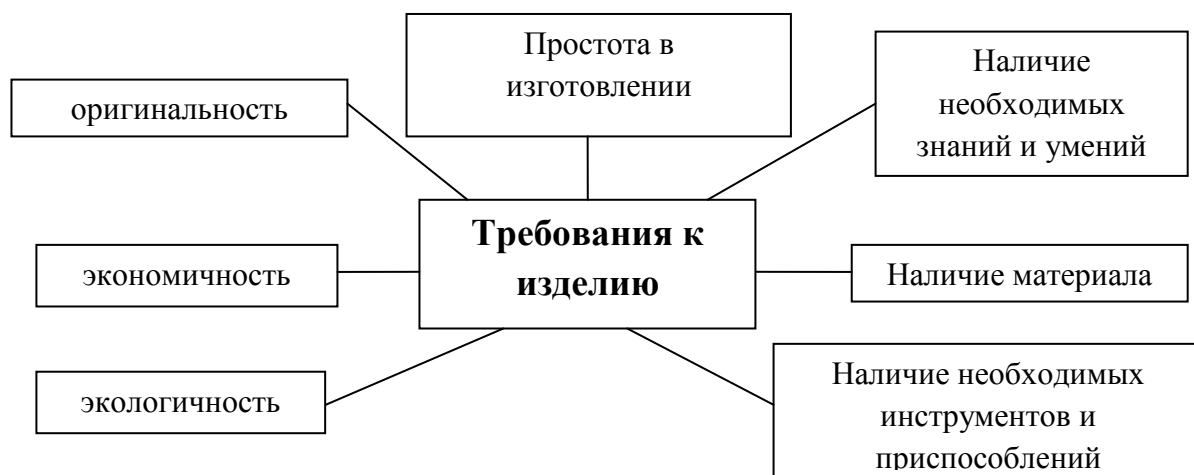 Простота в
изготовлении
Наличие
необходимых
знаний и умений
оригинальность
Требования к
изделию
экономичность
Наличие материала
экологичность
Наличие необходимых
инструментов и
приспособлений